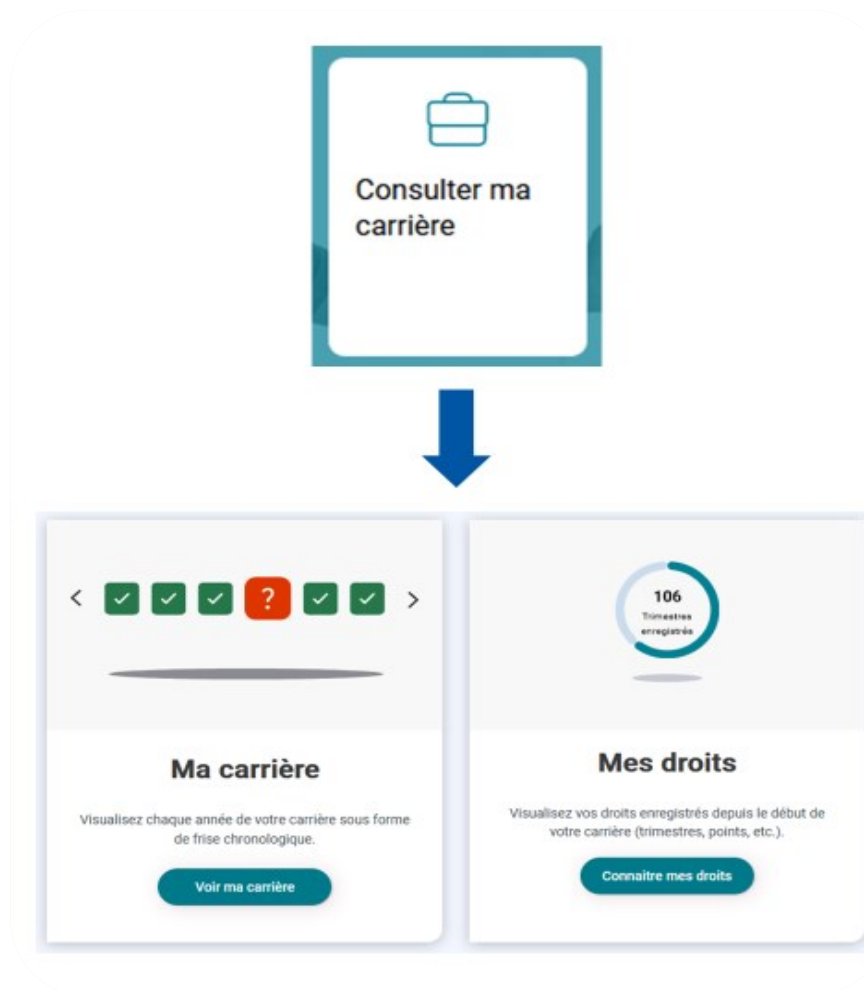 Consulter ma
carrière
?
106
Trimestres
enregistrés
Ma carrière
Visualisez chaque année de votre carrière sous forme
de frise chronologique.
Voir ma carrière
Mes droits
Visualisez vos droits enregistrés depuis le début de
votre carrière (trimestres, points, etc.).
Connaitre mes droits